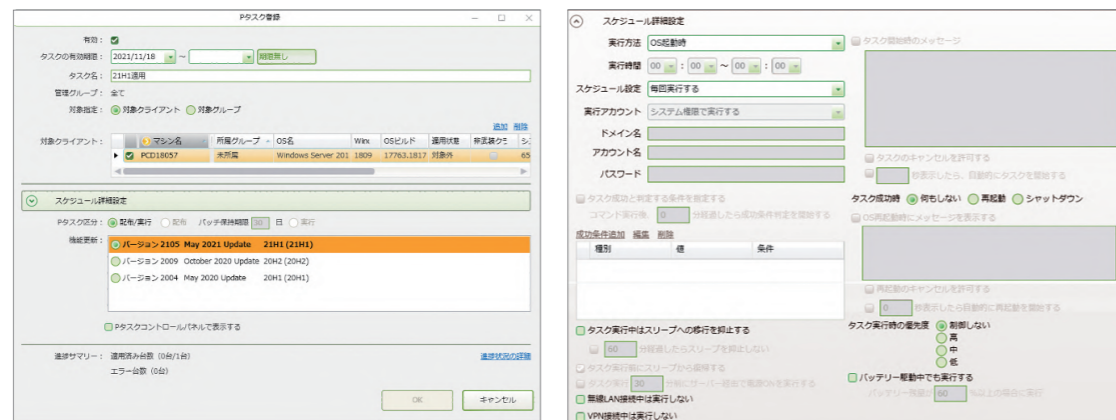 Pタスク登録
有効：
タスクの有効期限： 2021/11/18 ～ 期限無し
タスク名： 21H1適用
管理グループ： 全て
対象指定： 対象クライアント 対象グループ
追加 削除
対象クライアント： マシン名 所属グループ OS名 Winx OSビルド 適用状態 非武装クラ シス
PCD18057 未所属 Windows Server 201 1809 17763.1817 対象外 65
スケジュール詳細設定
Pタスク区分： 配布/実行 配布 パッチ保持期限 30 日 実行
機能更新： バージョン 2105 May 2021 Update 21H1 (21H1)
バージョン 2009 October 2020 Update 20H2 (20H2)
バージョン 2004 May 2020 Update 20H1 (20H1)
Pタスクコントロールパネルで表示する
進捗サマリー： 適用済み台数（0台/1台） 進捗状況の詳細
エラー台数（0台）
OK キャンセル
スケジュール詳細設定
実行方法 OS起動時
実行時間 00 : 00 ～ 00 : 00
スケジュール設定 毎回実行する
実行アカウント システム権限で実行する
ドメイン名
アカウント名
パスワード
タスク成功と判定する条件を指定する
コマンド実行後、 0 分経過したら成功条件判定を開始する
成功条件追加 編集 削除
種別 値 条件
タスク実行中はスリープへの移行を抑止する
60 分経過したらスリープを抑止しない
タスク実行前にスリープから復帰する
タスク実行 30 分前にサーバー経由で電源ONを実行する
無線LAN接続中は実行しない
VPN接続中は実行しない
タスク開始時のメッセージ
タスクのキャンセルを許可する
秒表示したら、自動的にタスクを開始する
タスク成功時 何もしない 再起動 シャットダウン
OS再起動時にメッセージを表示する
再起動のキャンセルを許可する
0 秒表示したら自動的に再起動を開始する
タスク実行時の優先度 制御しない
高
中
低
バッテリー駆動中でも実行する
バッテリー残量が 60 %以上の場合に実行